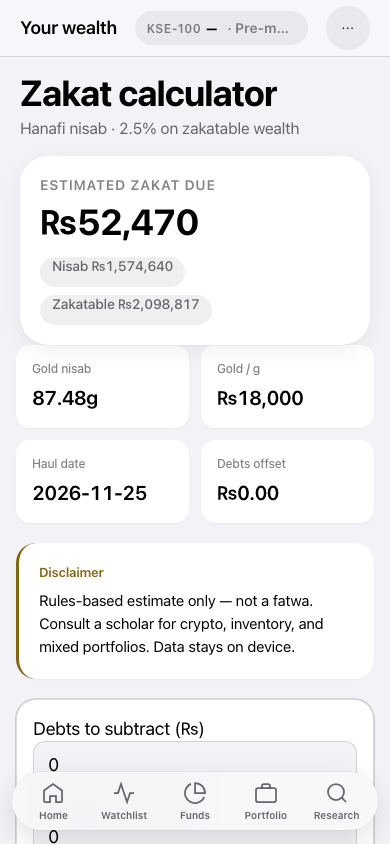 Your wealth
KSE-100 — · Pre-m...
...
Zakat calculator
Hanafi nisab · 2.5% on zakatable wealth
ESTIMATED ZAKAT DUE
₨52,470
Nisab ₨1,574,640
Zakatable ₨2,098,817
Gold nisab
87.48g
Gold / g
₨18,000
Haul date
2026-11-25
Debts offset
₨0.00
Disclaimer
Rules-based estimate only — not a fatwa.
Consult a scholar for crypto, inventory, and
mixed portfolios. Data stays on device.
Debts to subtract (₨)
0
Home
Watchlist
Funds
Portfolio
Research
0